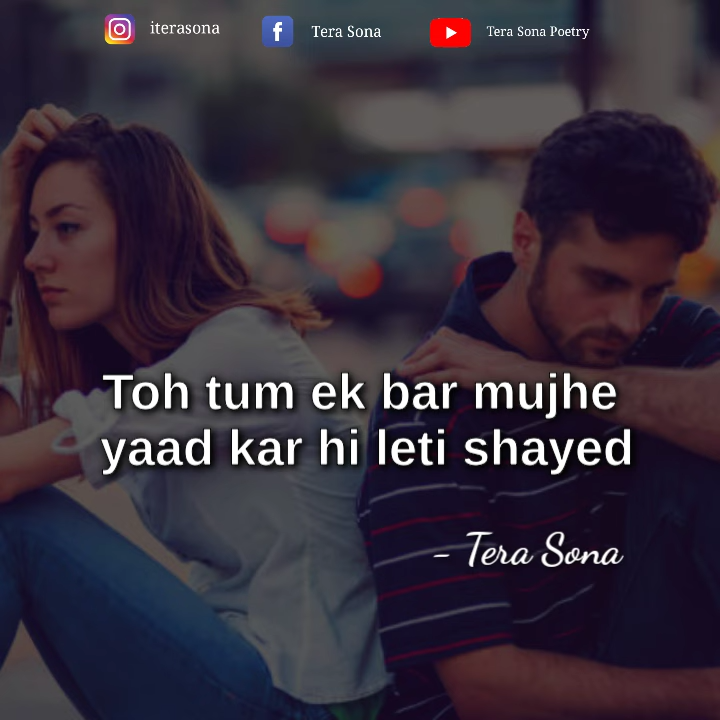 iterasona
Tera Sona
Tera Sona Poetry
Toh tum ek bar mujhe
yaad kar hi leti shayed
- Tera Sona